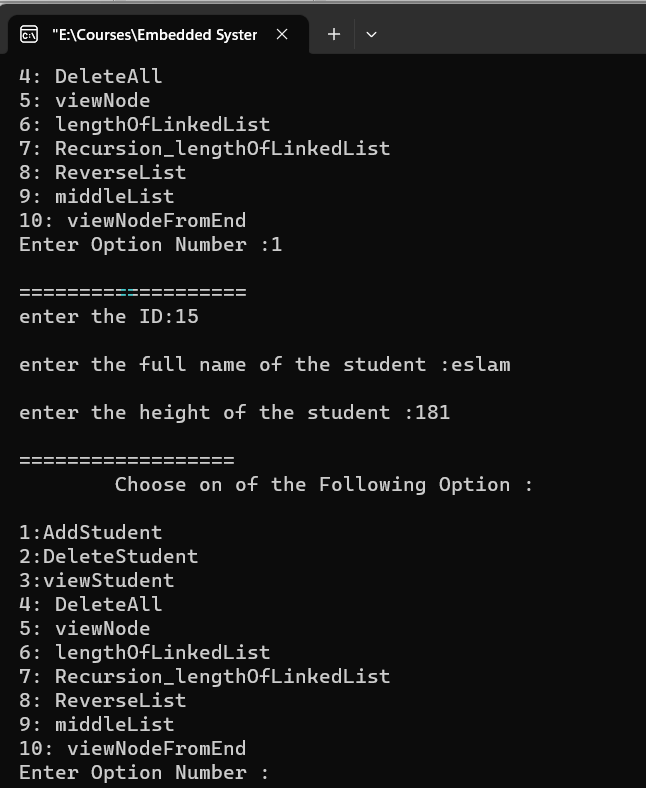 "E:\Courses\Embedded Syster
4: DeleteAll
5: viewNode
6: lengthOfLinkedList
7: Recursion_lengthOfLinkedList
8: ReverseList
9: middleList
10: viewNodeFromEnd
Enter Option Number :1
===================
enter the ID:15
enter the full name of the student :eslam
enter the height of the student :181
==================
Choose on of the Following Option :
1:AddStudent
2:DeleteStudent
3:viewStudent
4: DeleteAll
5: viewNode
6: lengthOfLinkedList
7: Recursion_lengthOfLinkedList
8: ReverseList
9: middleList
10: viewNodeFromEnd
Enter Option Number :